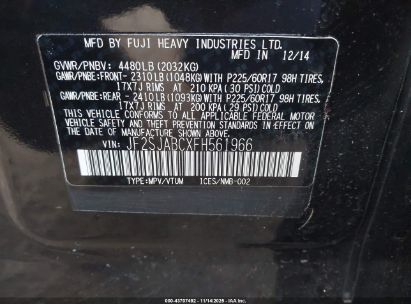 MFD BY FUJI HEAVY INDUSTRIES LTD.
12/14
GVWR/PNBV: 4480LB (2032KG)
GAWR/PNBE:FRONT- 2310LB (1048KG) WITH P225/60R17 98H TIRES,
17X7J RIMS AT 210 KPA (30 PSI) COLD
GAWR/PNBE:REAR - 2410LB (1093KG) WITH P225/60R17 98H TIRES,
17X7J RIMS AT 200 KPA (29 PSI) COLD
THIS VEHICLE CONFORMS TO ALL APPLICABLE FEDERAL MOTOR
VEHICLE SAFETY, BUMPER, AND THEFT PREVENTION STANDARDS
IN EFFECT ON THE DATE OF MANUFACTURE SHOWN ABOVE.
VIN: JF2SJABCXFH561966
TYPE:MPV/VTUM ICES/NMB-002